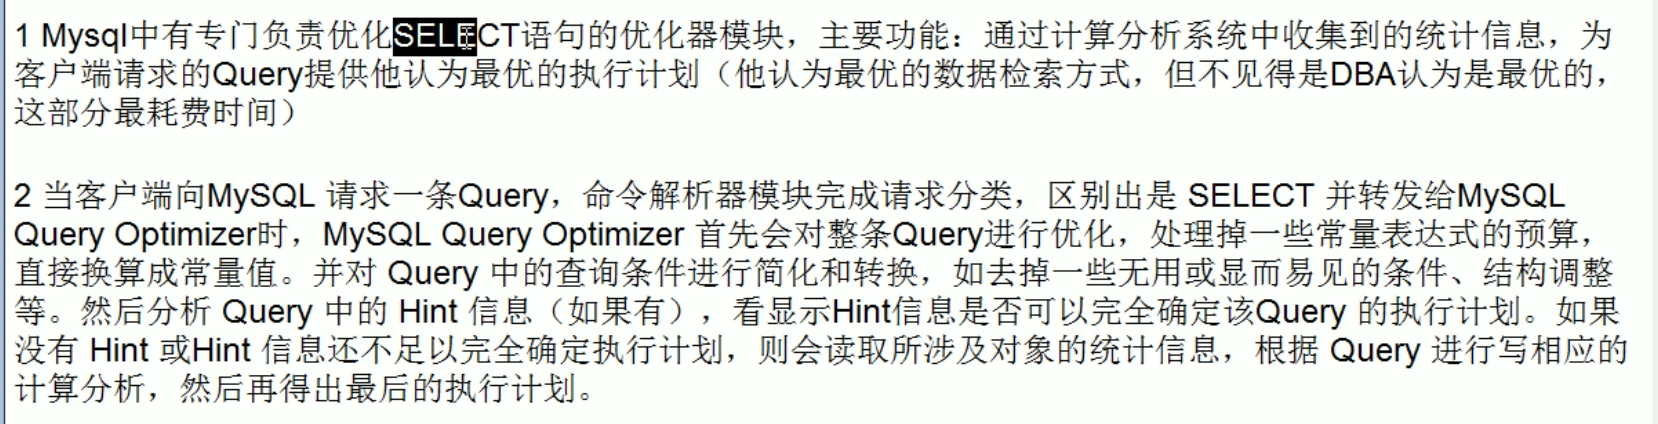 1 Mysql中有专门负责优化SELECT语句的优化器模块，主要功能：通过计算分析系统中收集到的统计信息，为
客户端请求的Query提供他认为最优的执行计划（他认为最优的数据检索方式，但不见得是DBA认为是最优的，
这部分最耗费时间）
2 当客户端向MySQL 请求一条Query，命令解析器模块完成请求分类，区别出是 SELECT 并转发给MySQL
Query Optimizer时，MySQL Query Optimizer 首先会对整条Query进行优化，处理掉一些常量表达式的预算，
直接换算成常量值。并对 Query 中的查询条件进行简化和转换，如去掉一些无用或显而易见的条件、结构调整
等。然后分析 Query 中的 Hint 信息（如果有），看显示Hint信息是否可以完全确定该Query 的执行计划。如果
没有 Hint 或Hint 信息还不足以完全确定执行计划，则会读取所涉及对象的统计信息，根据 Query 进行写相应的
计算分析，然后再得出最后的执行计划。